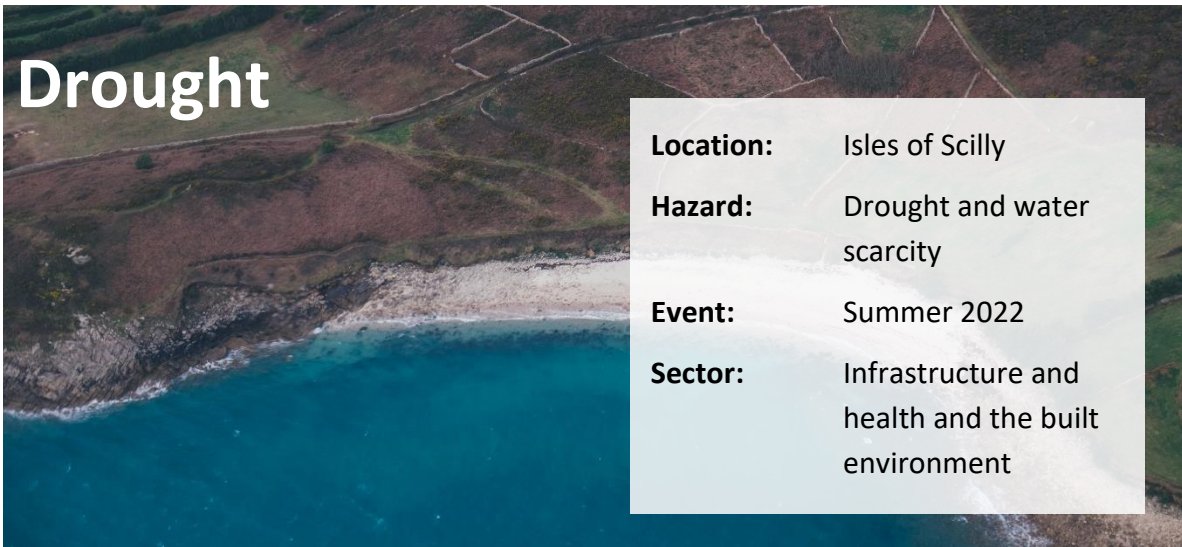 Drought
Location: Isles of Scilly
Hazard: Drought and water
scarcity
Event: Summer 2022
Sector: Infrastructure and
health and the built
environment